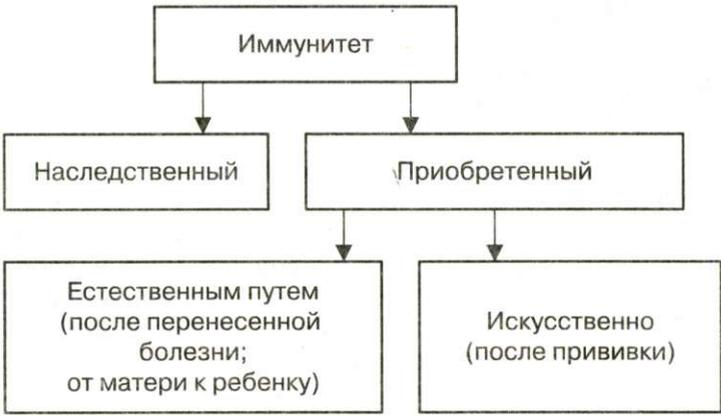 Иммунитет
Наследственный
Приобретенный
Естественным путем
(после перенесенной
болезни;
от матери к ребенку)
Искусственно
(после прививки)